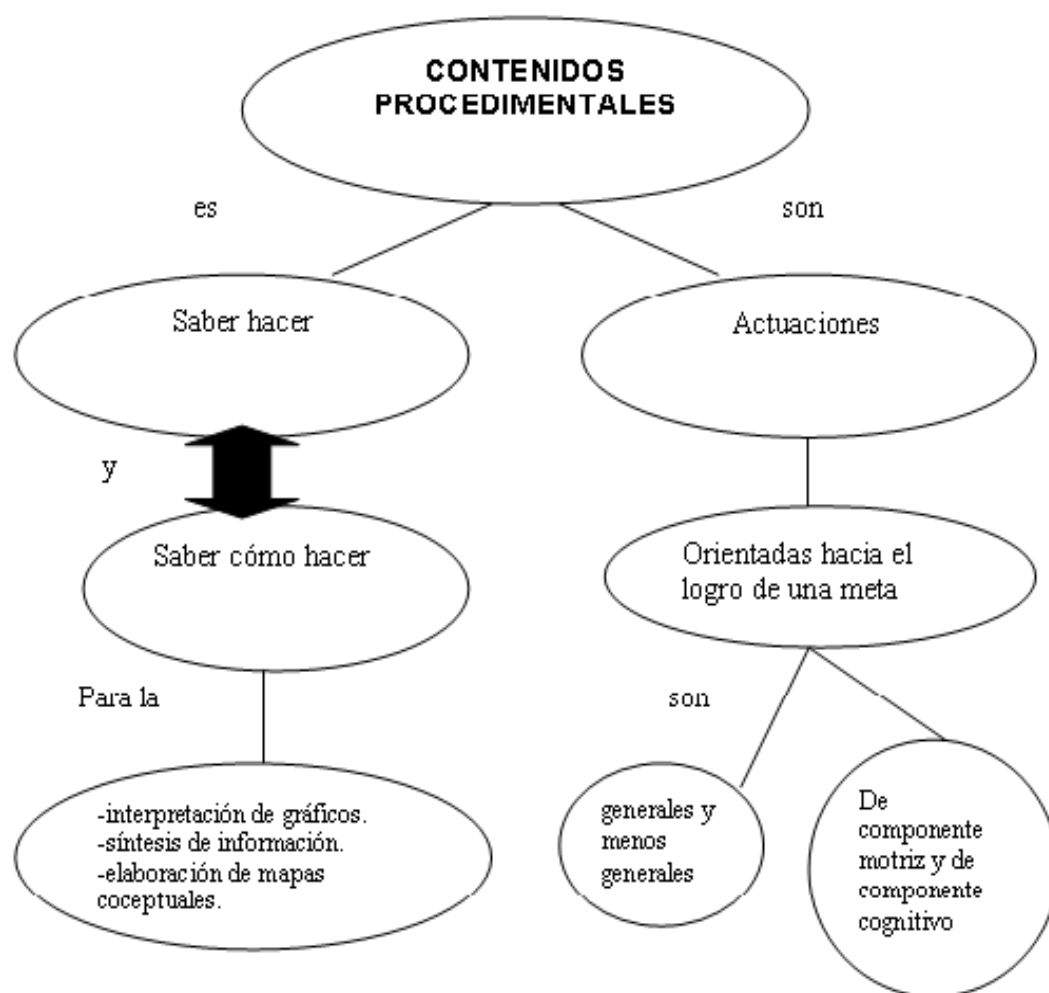 CONTENIDOS
PROCEDIMENTALES
es
son
Saber hacer
Actuaciones
y
Saber cómo hacer
Orientadas hacia el
logro de una meta
Para la
son
-interpretación de gráficos.
-síntesis de información.
-elaboración de mapas
coceptuales.
generales y
menos
generales
De
componente
motriz y de
componente
cognitivo